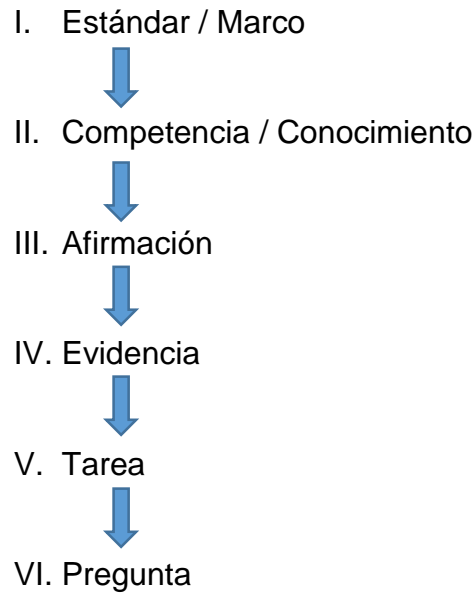 I. Estándar / Marco
II. Competencia / Conocimiento
III. Afirmación
IV. Evidencia
V. Tarea
VI. Pregunta